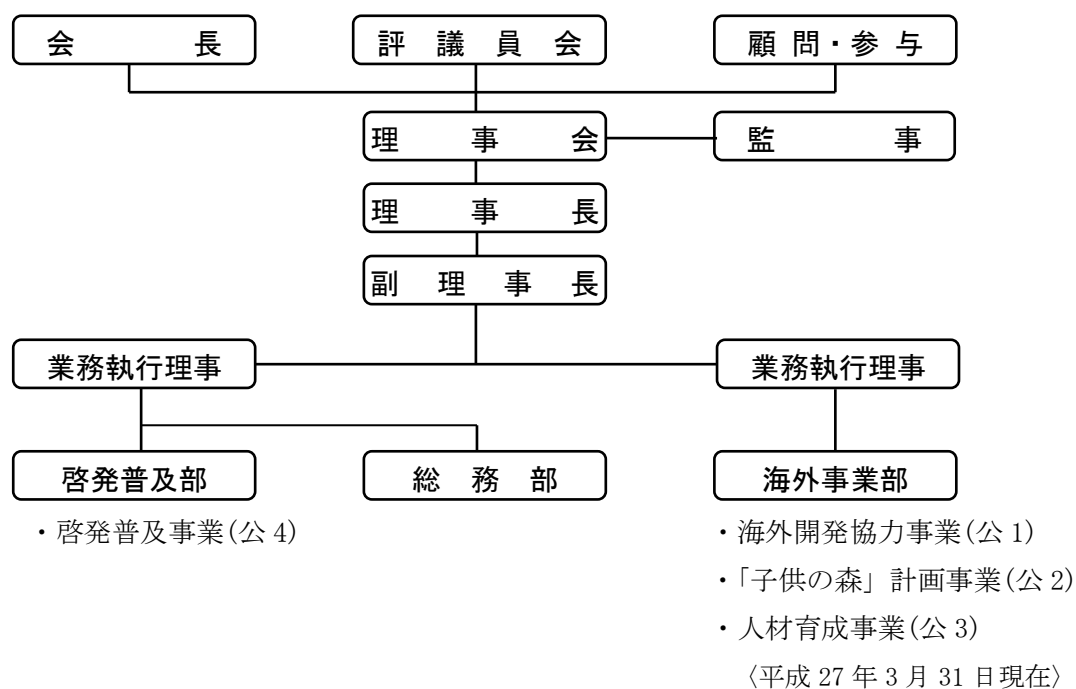 会長 評議員会 顧問・参与
理事会 監事
理事長
副理事長
業務執行理事 業務執行理事
啓発普及部 総務部 海外事業部
・啓発普及事業(公4) ・海外開発協力事業(公1)
・「子供の森」計画事業(公2)
・人材育成事業(公3)
〈平成27年3月31日現在〉